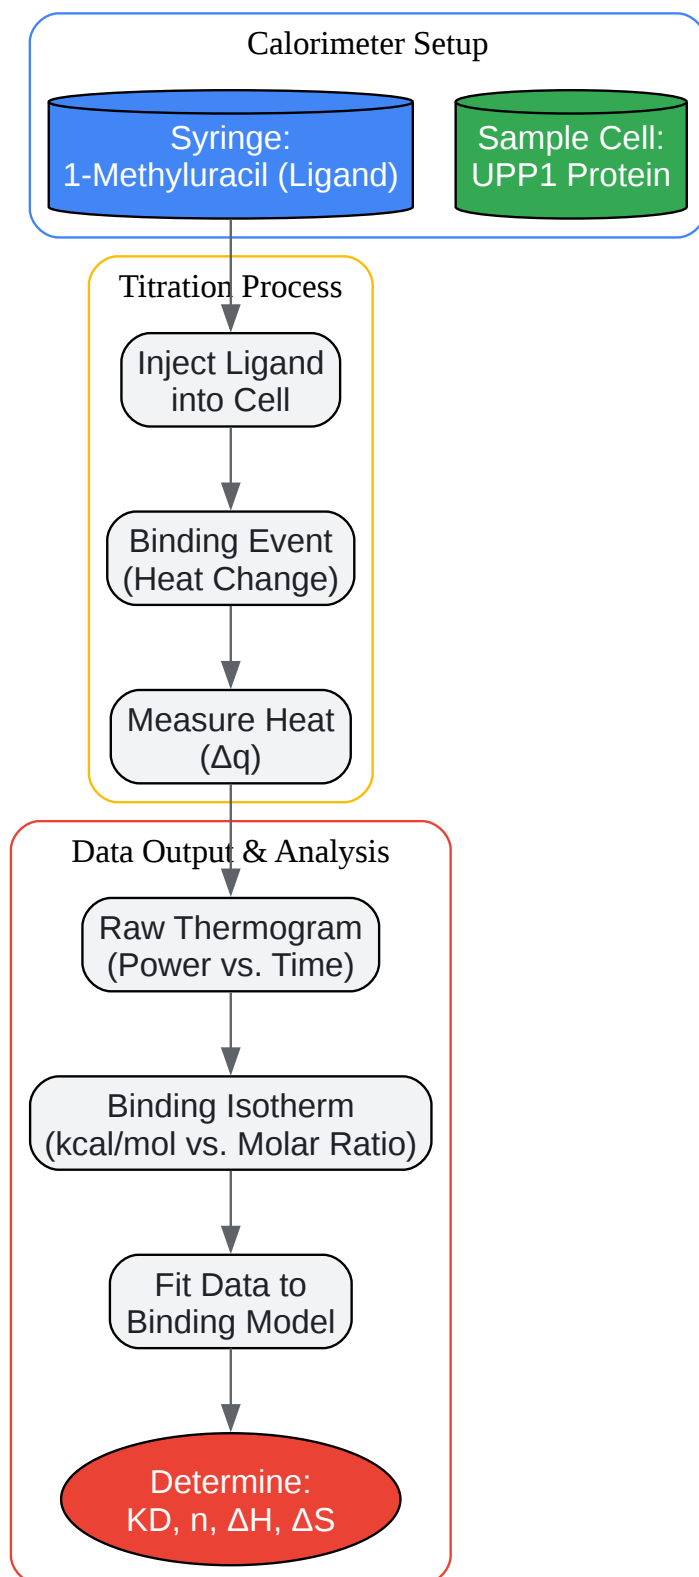 Calorimeter Setup
Syringe:
1-Methyluracil (Ligand)
Sample Cell:
UPP1 Protein
Titration Process
Inject Ligand
into Cell
Binding Event
(Heat Change)
Measure Heat
(Δq)
Data Output & Analysis
Raw Thermogram
(Power vs. Time)
Binding Isotherm
(kcal/mol vs. Molar Ratio)
Fit Data to
Binding Model
Determine:
KD, n, ΔH, ΔS